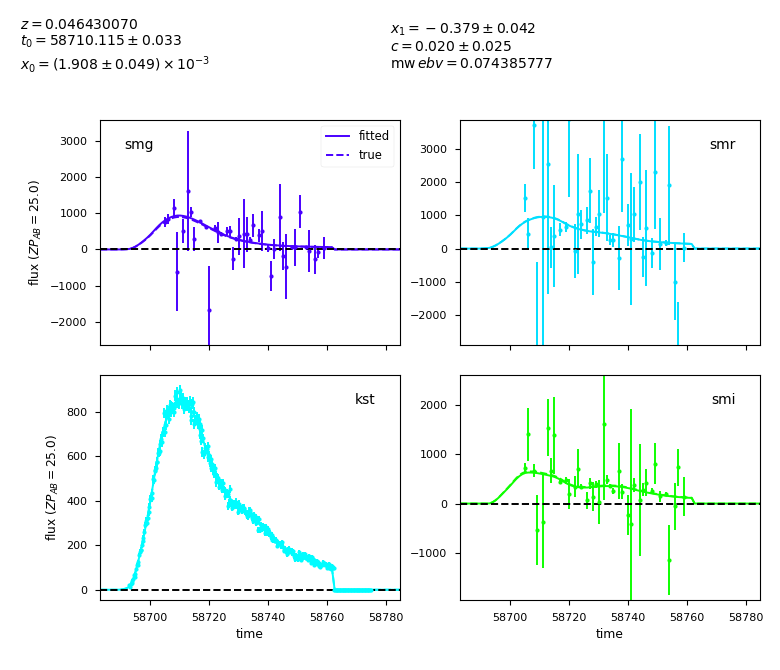 z = 0.046430070
t₀ = 58710.115 ± 0.033
x₀ = (1.908 ± 0.049) × 10⁻³
x₁ = −0.379 ± 0.042
c = 0.020 ± 0.025
mw ebv = 0.074385777
smg
fitted
true
3000
2000
1000
0
−1000
−2000
flux (ZP_AB = 25.0)
smr
3000
2000
1000
0
−1000
−2000
kst
800
600
400
200
0
flux (ZP_AB = 25.0)
58700 58720 58740 58760 58780
time
smi
2000
1000
0
−1000
58700 58720 58740 58760 58780
time